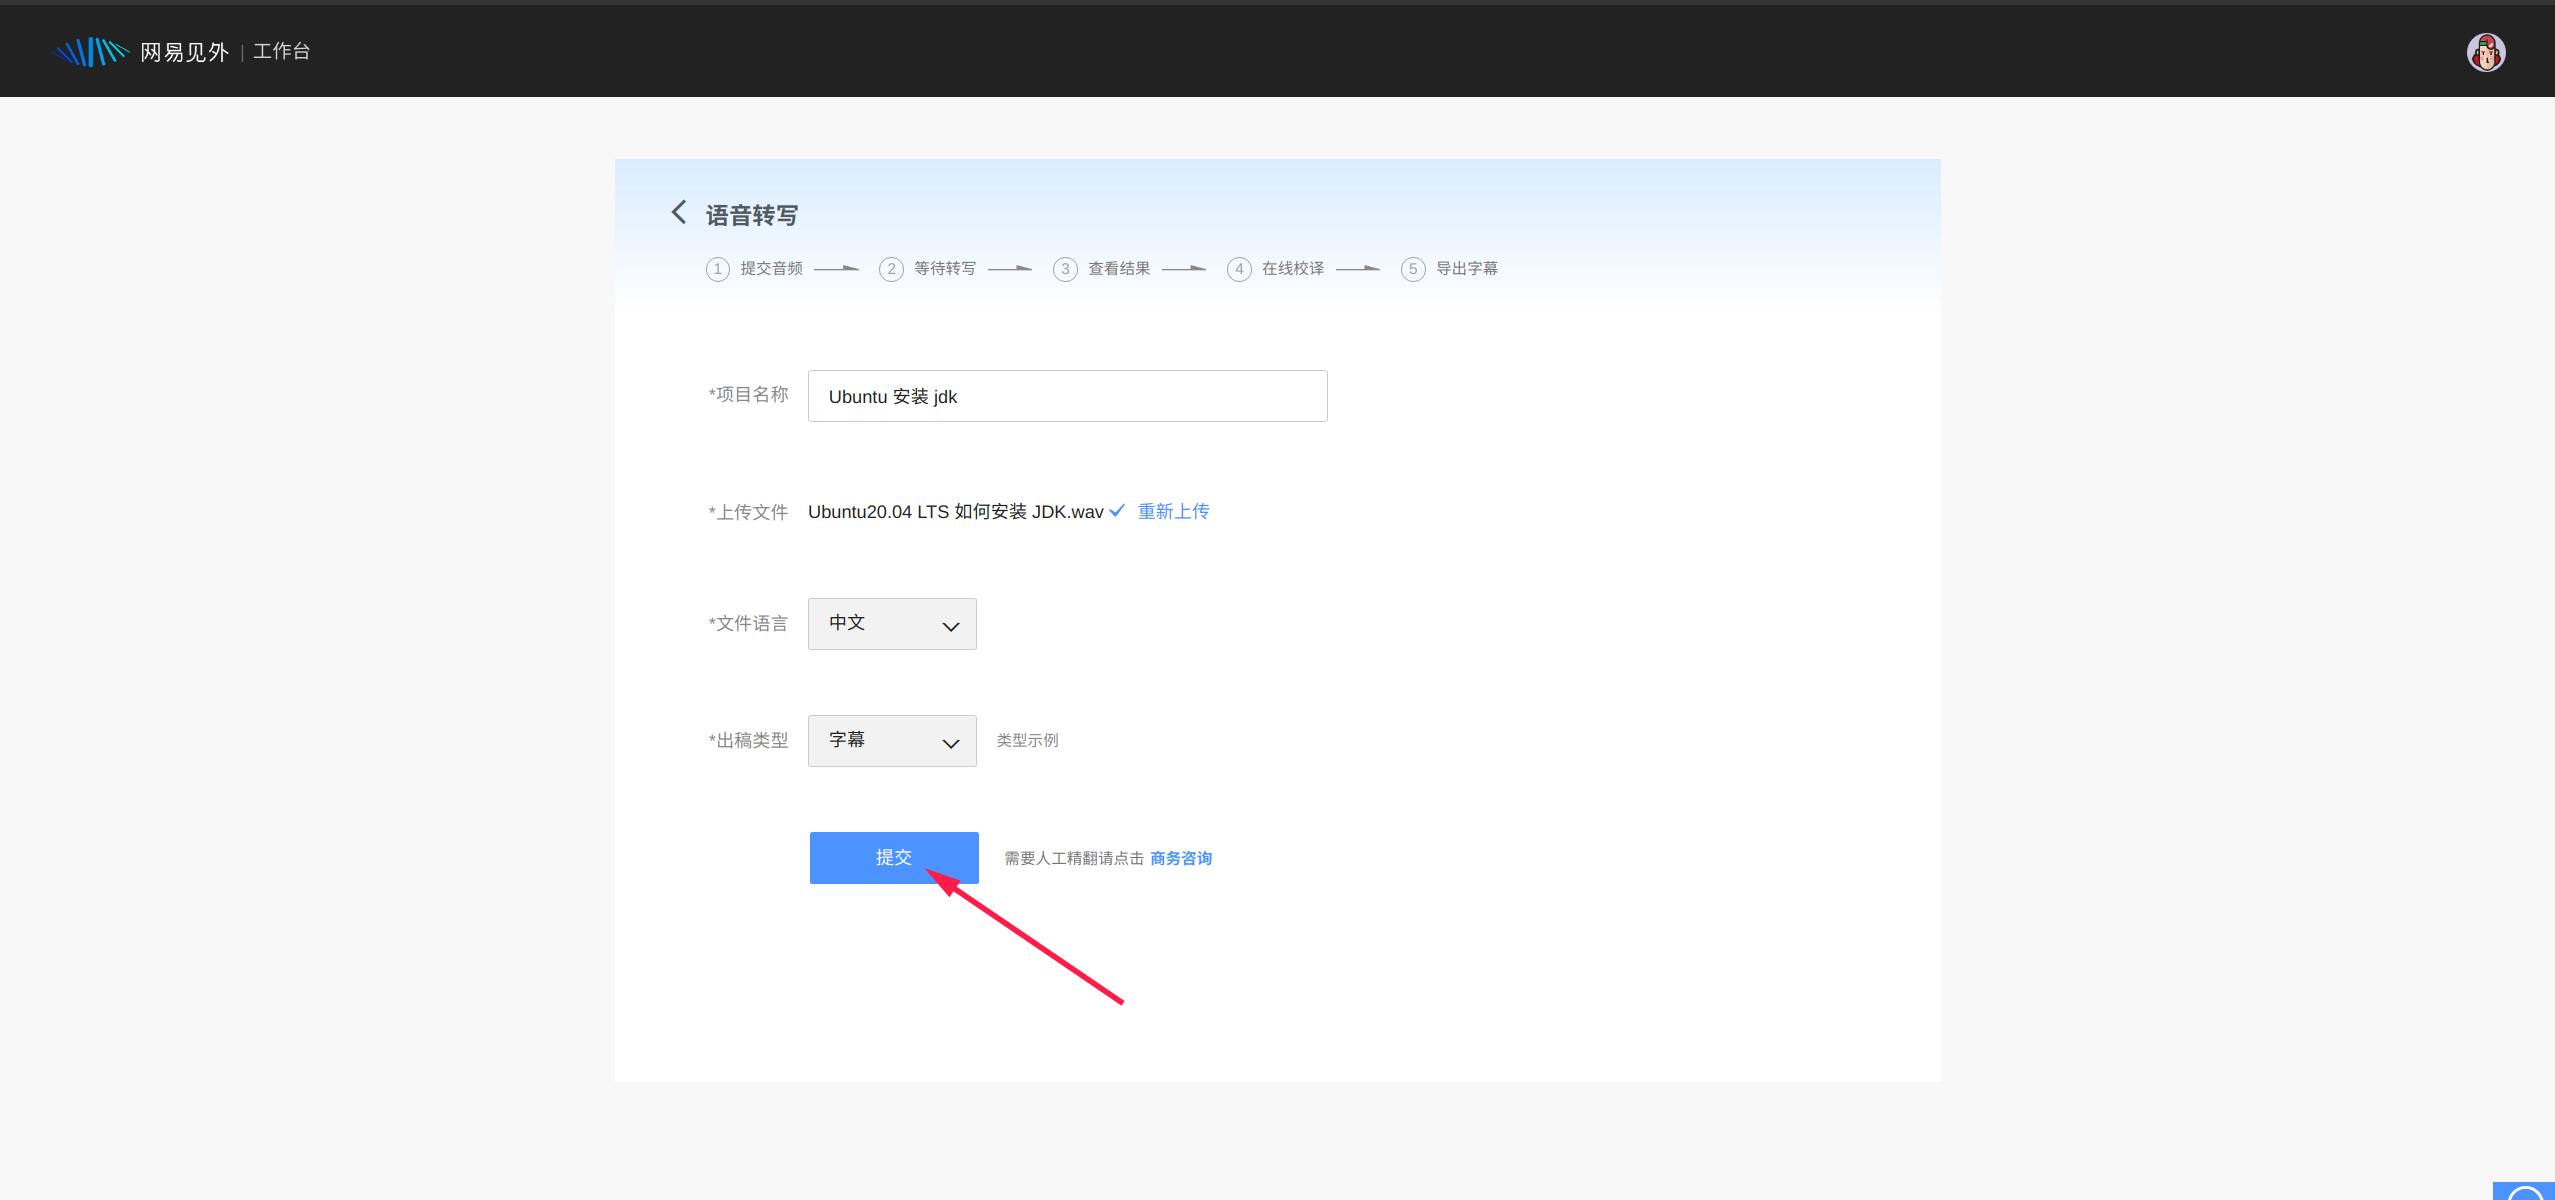 网易见外 | 工作台
语音转写
1 提交音频 2 等待转写 3 查看结果 4 在线校译 5 导出字幕
*项目名称 Ubuntu 安装 jdk
*上传文件 Ubuntu20.04 LTS 如何安装 JDK.wav 重新上传
*文件语言 中文
*出稿类型 字幕 类型示例
提交 需要人工精翻请点击 商务咨询